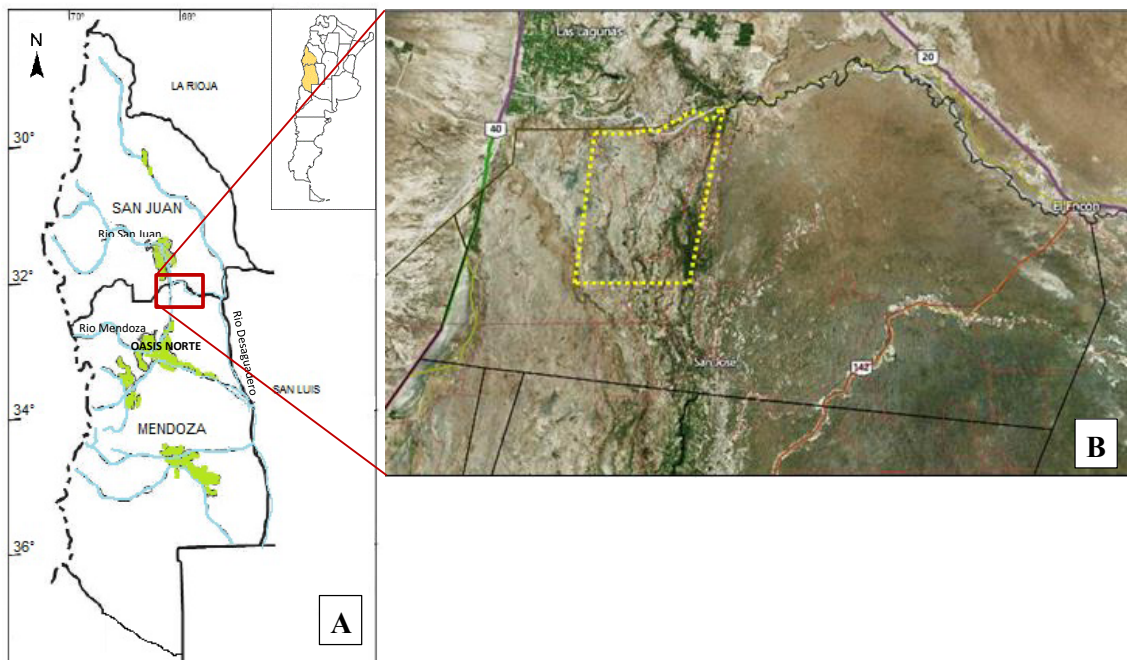 70°
68°
N
LA RIOJA
30°
SAN JUAN
Rio San Juan
32°
Rio Mendoza
OASIS NORTE
Rio Desaguadero
SAN LUIS
34°
MENDOZA
36°
A
Las Lagunas
20
40
El Encón
San José
142
B